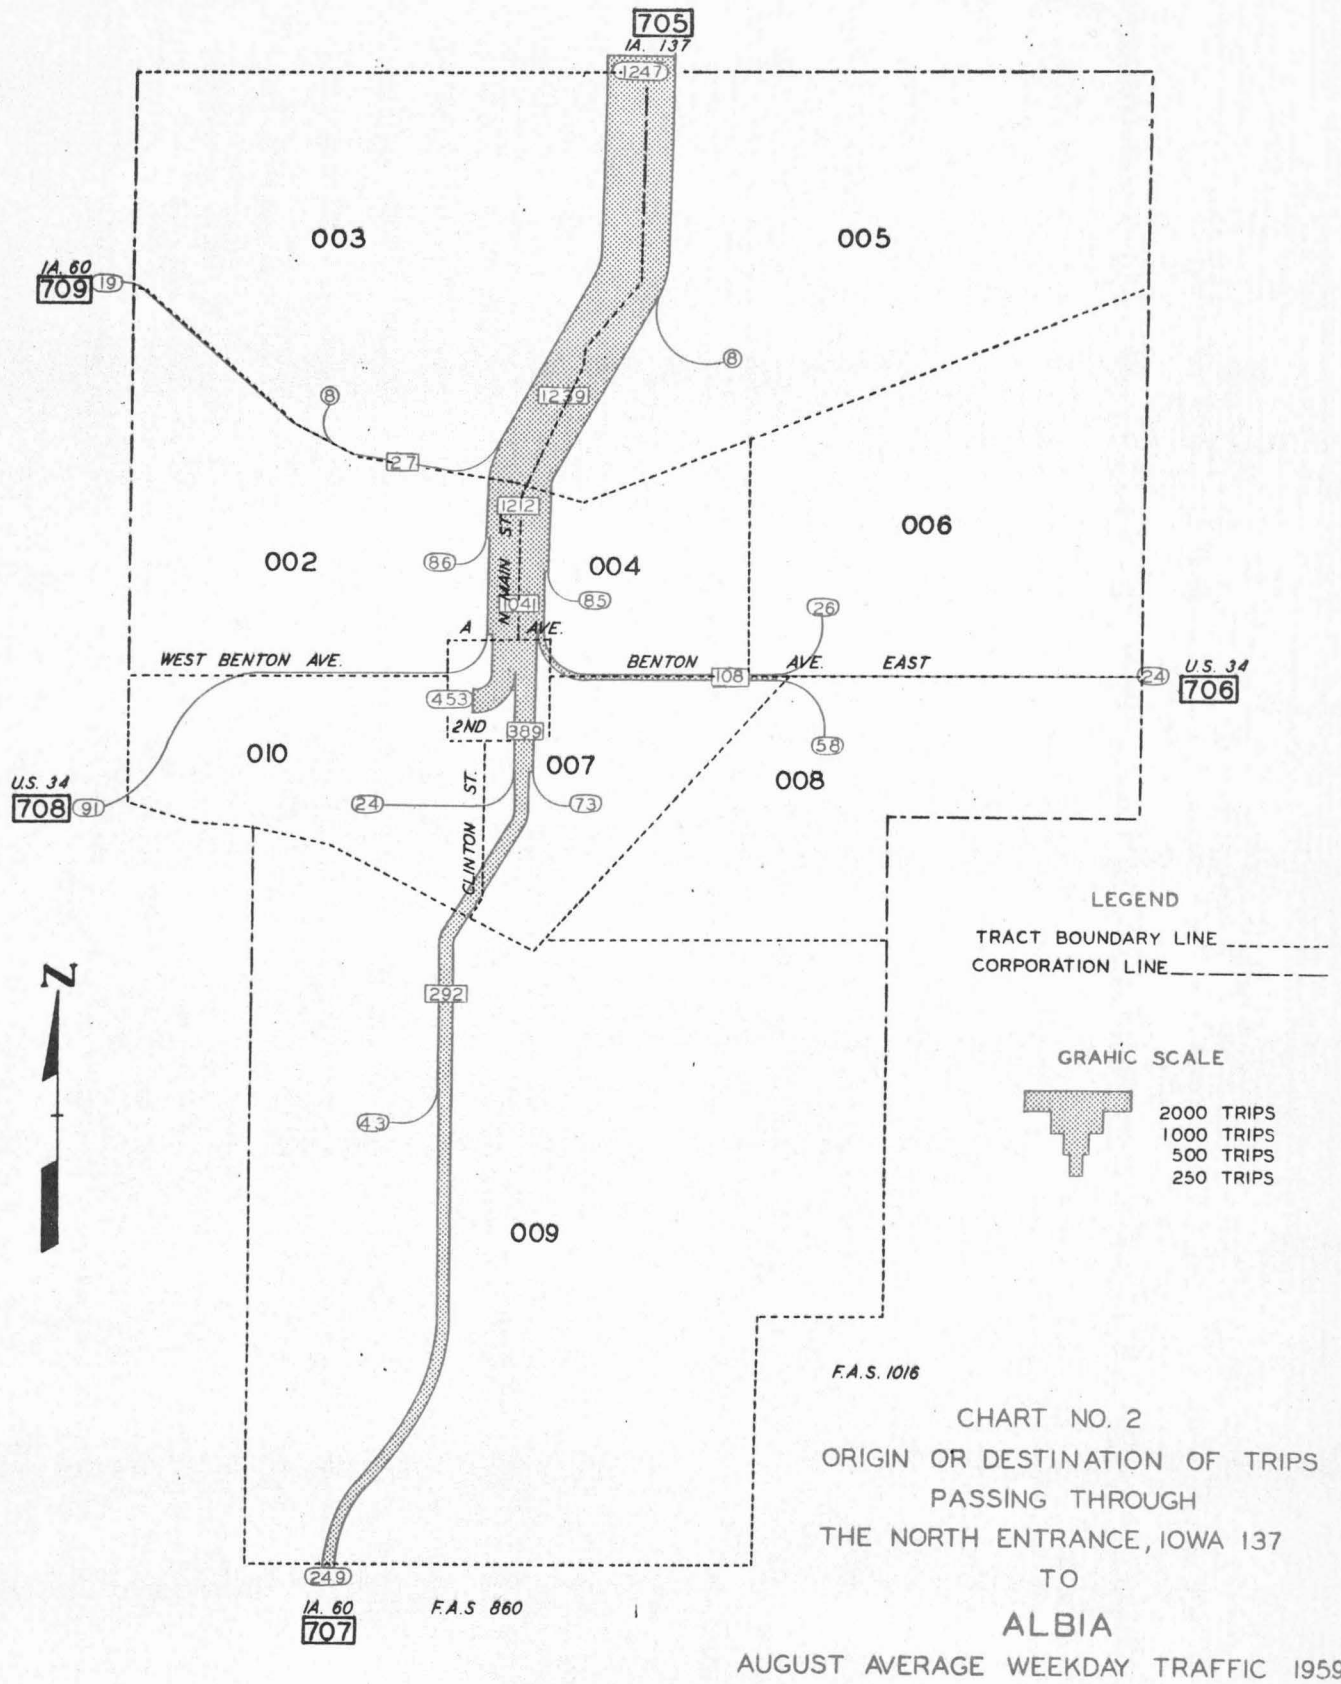 705
IA. 137
1247
003
005
IA. 60
709
19
8
8
1239
27
1212
006
002
86
004
N MAIN ST.
1041
85
26
A AVE.
WEST BENTON AVE.
BENTON AVE. EAST
108
24
U.S. 34
706
453
2ND
389
58
010
007
008
U.S. 34
708
91
24
73
CLINTON ST.
LEGEND
TRACT BOUNDARY LINE
CORPORATION LINE
N
292
GRAHIC SCALE
2000 TRIPS
1000 TRIPS
500 TRIPS
250 TRIPS
43
009
F.A.S. 1016
CHART NO. 2
ORIGIN OR DESTINATION OF TRIPS
PASSING THROUGH
THE NORTH ENTRANCE, IOWA 137
TO
ALBIA
AUGUST AVERAGE WEEKDAY TRAFFIC 1959
249
IA. 60
707
F.A.S 860